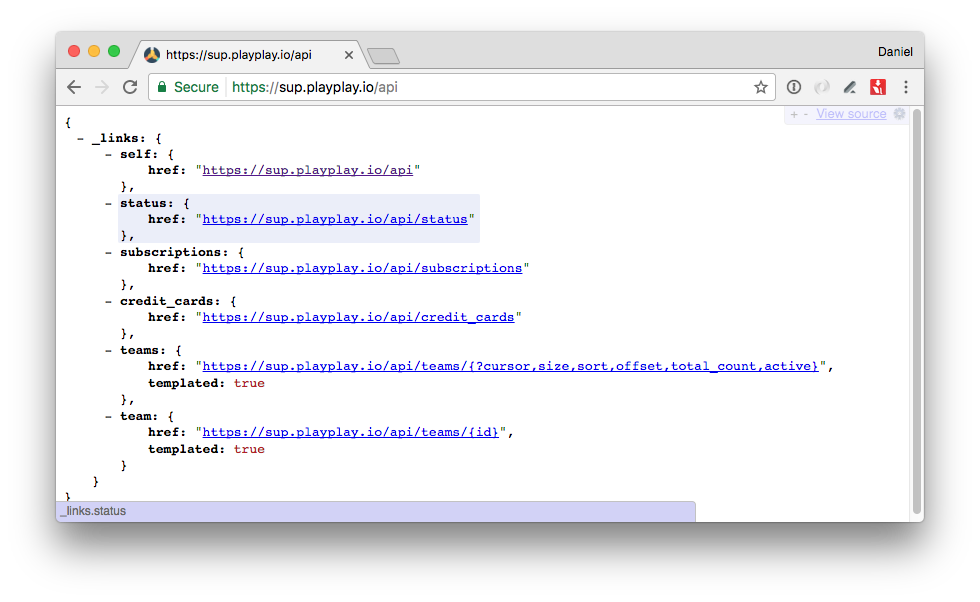 https://sup.playplay.io/api
Daniel
Secure https://sup.playplay.io/api
+ - View source
{
- _links: {
- self: {
href: "https://sup.playplay.io/api"
},
- status: {
href: "https://sup.playplay.io/api/status"
},
- subscriptions: {
href: "https://sup.playplay.io/api/subscriptions"
},
- credit_cards: {
href: "https://sup.playplay.io/api/credit_cards"
},
- teams: {
href: "https://sup.playplay.io/api/teams/{?cursor,size,sort,offset,total_count,active}",
templated: true
},
- team: {
href: "https://sup.playplay.io/api/teams/{id}",
templated: true
}
}
}
_links.status